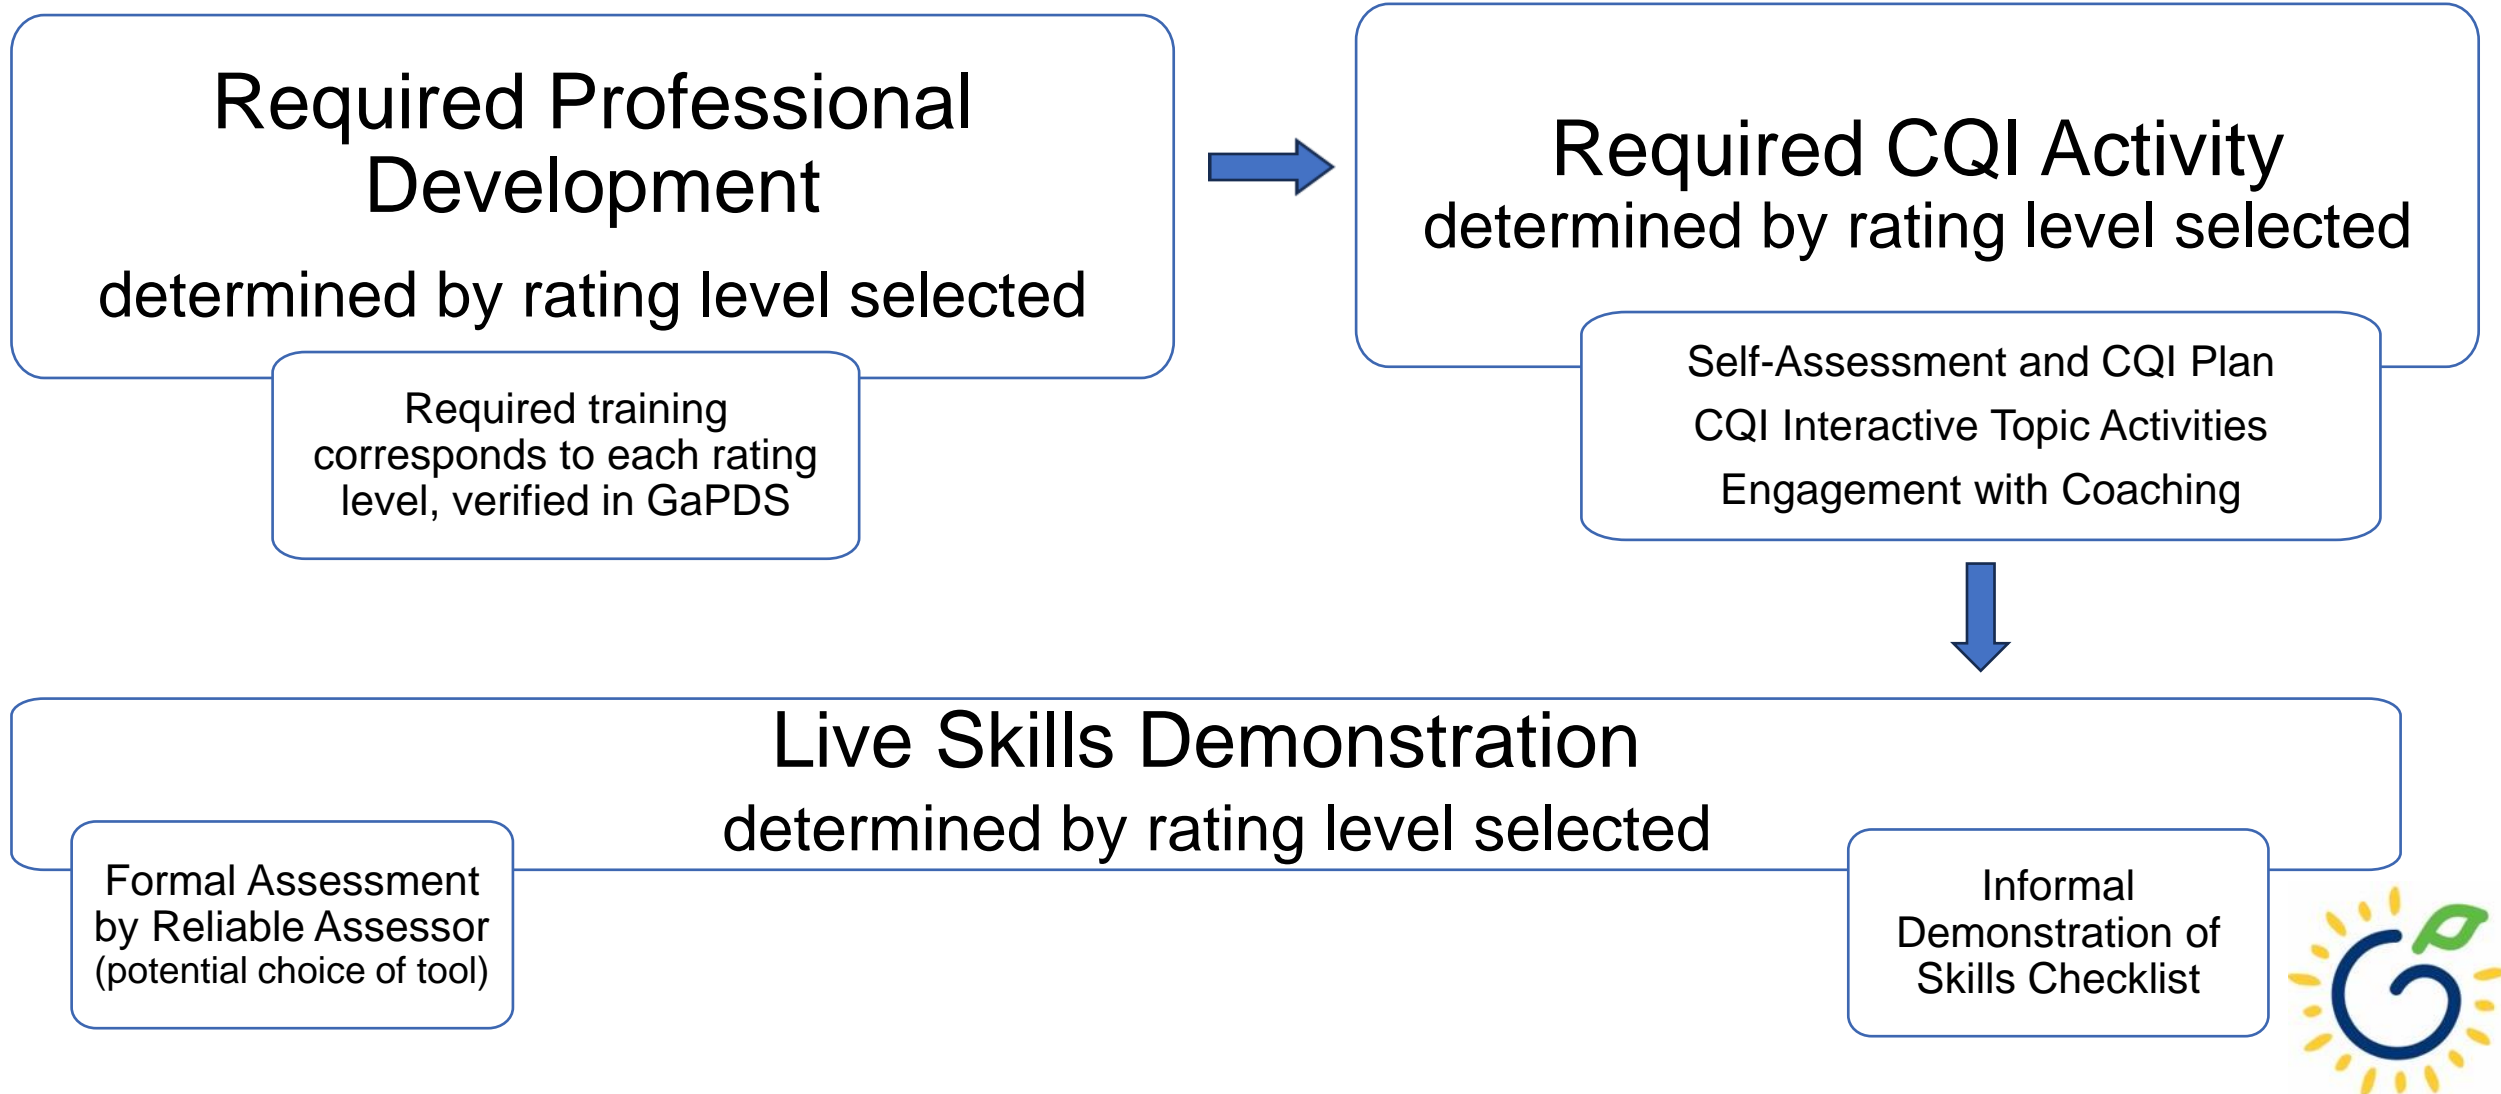 Required Professional
Development
determined by rating level selected
Required training
corresponds to each rating
level, verified in GaPDS
Required CQI Activity
determined by rating level selected
Self-Assessment and CQI Plan
CQI Interactive Topic Activities
Engagement with Coaching
Live Skills Demonstration
determined by rating level selected
Formal Assessment
by Reliable Assessor
(potential choice of tool)
Informal
Demonstration of
Skills Checklist